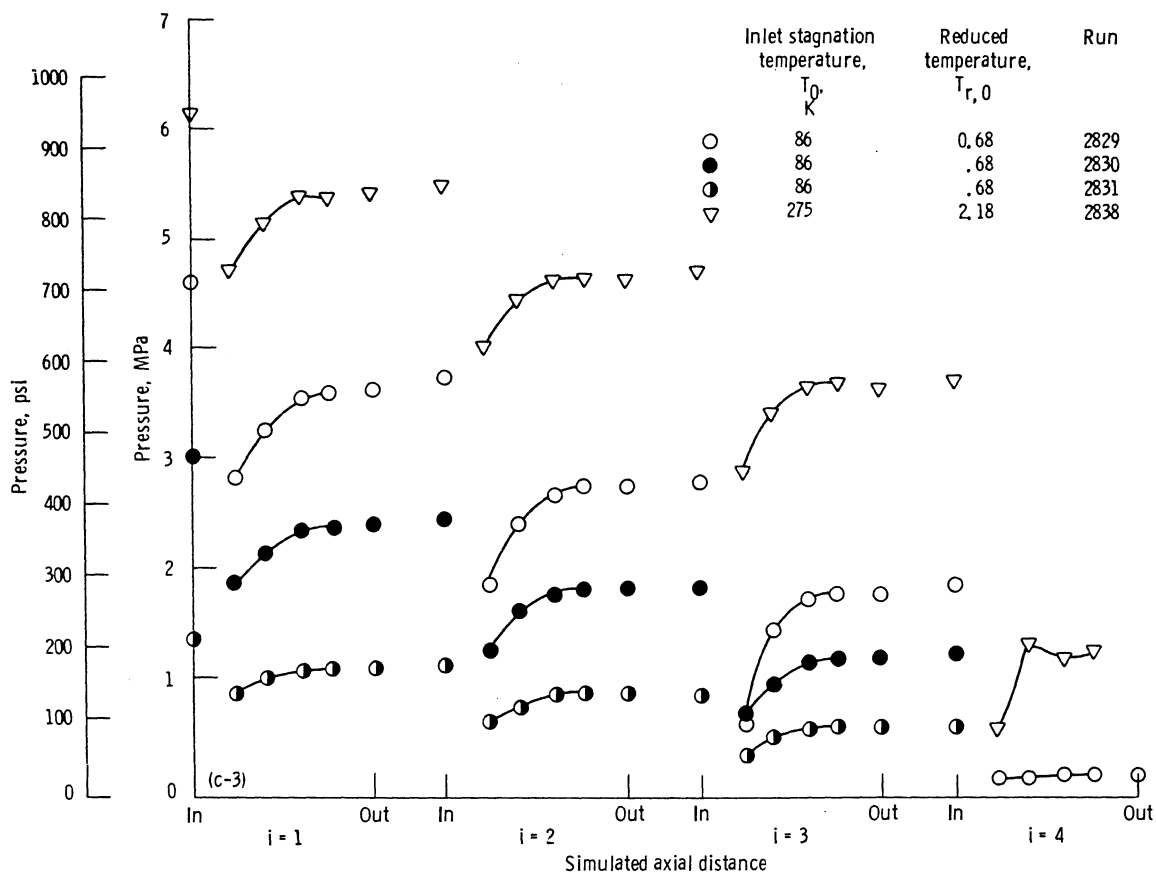 7
1000
6
900
800
5
700
4
600
500
3
400
300
2
200
1
100
0
0
Pressure, psi
Pressure, MPa
Inlet stagnation
temperature,
T0,
K
Reduced
temperature,
Tr, 0
Run
86 0.68 2829
86 .68 2830
86 .68 2831
275 2.18 2838
(c-3)
In Out In Out In Out In Out
i = 1 i = 2 i = 3 i = 4
Simulated axial distance